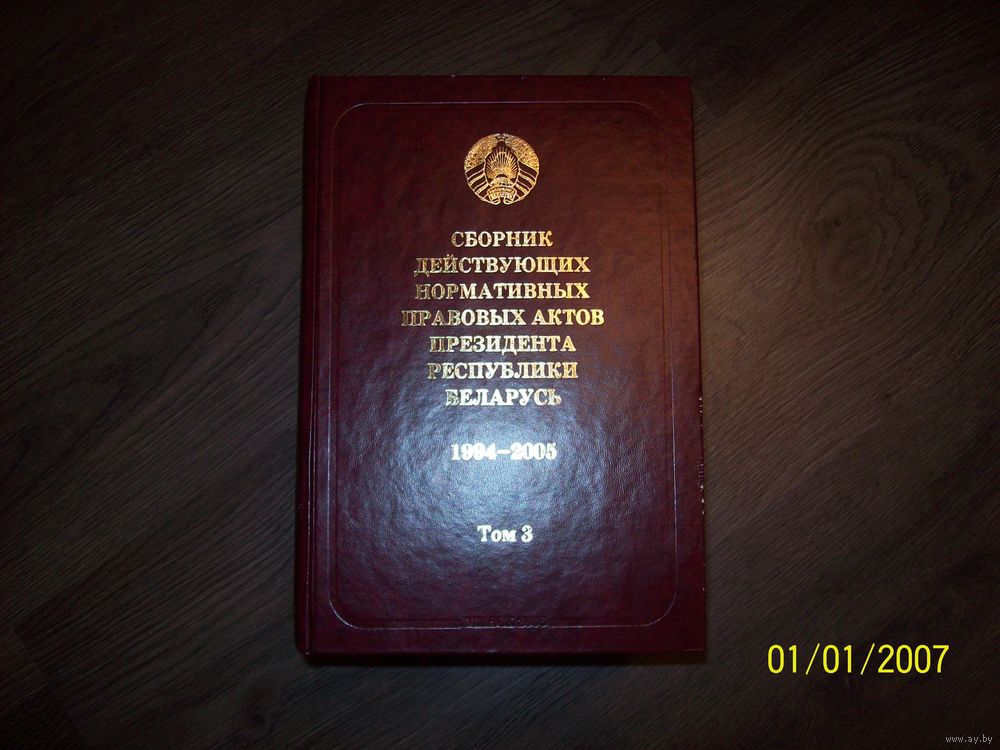 СБОРНИК
ДЕЙСТВУЮЩИХ
НОРМАТИВНЫХ
ПРАВОВЫХ АКТОВ
ПРЕЗИДЕНТА
РЕСПУБЛИКИ
БЕЛАРУСЬ
1994–2005
Том 3
01/01/2007
www.ay.by